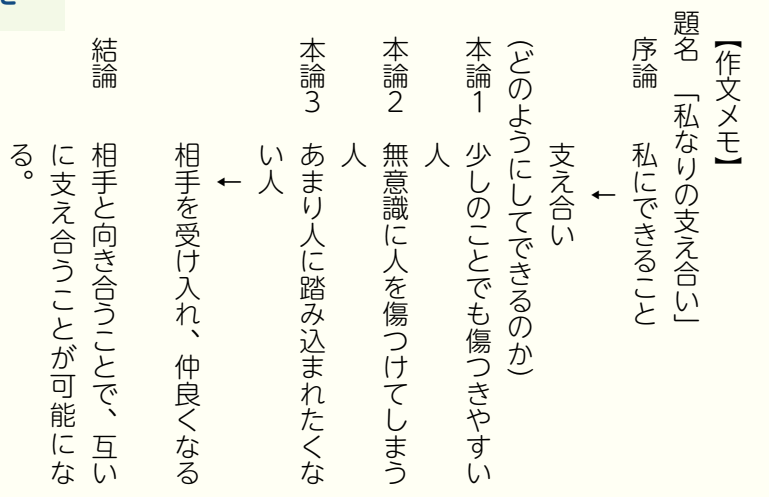 【作文メモ】
題名　「私なりの支え合い」
序論　私にできること
↓
支え合い
（どのようにしてできるのか）
本論1　少しのことでも傷つきやすい
人
本論2　無意識に人を傷つけてしまう
人
本論3　あまり人に踏み込まれたくな
い人
↓
相手を受け入れ、仲良くなる
結論　相手と向き合うことで、互い
に支え合うことが可能にな
る。